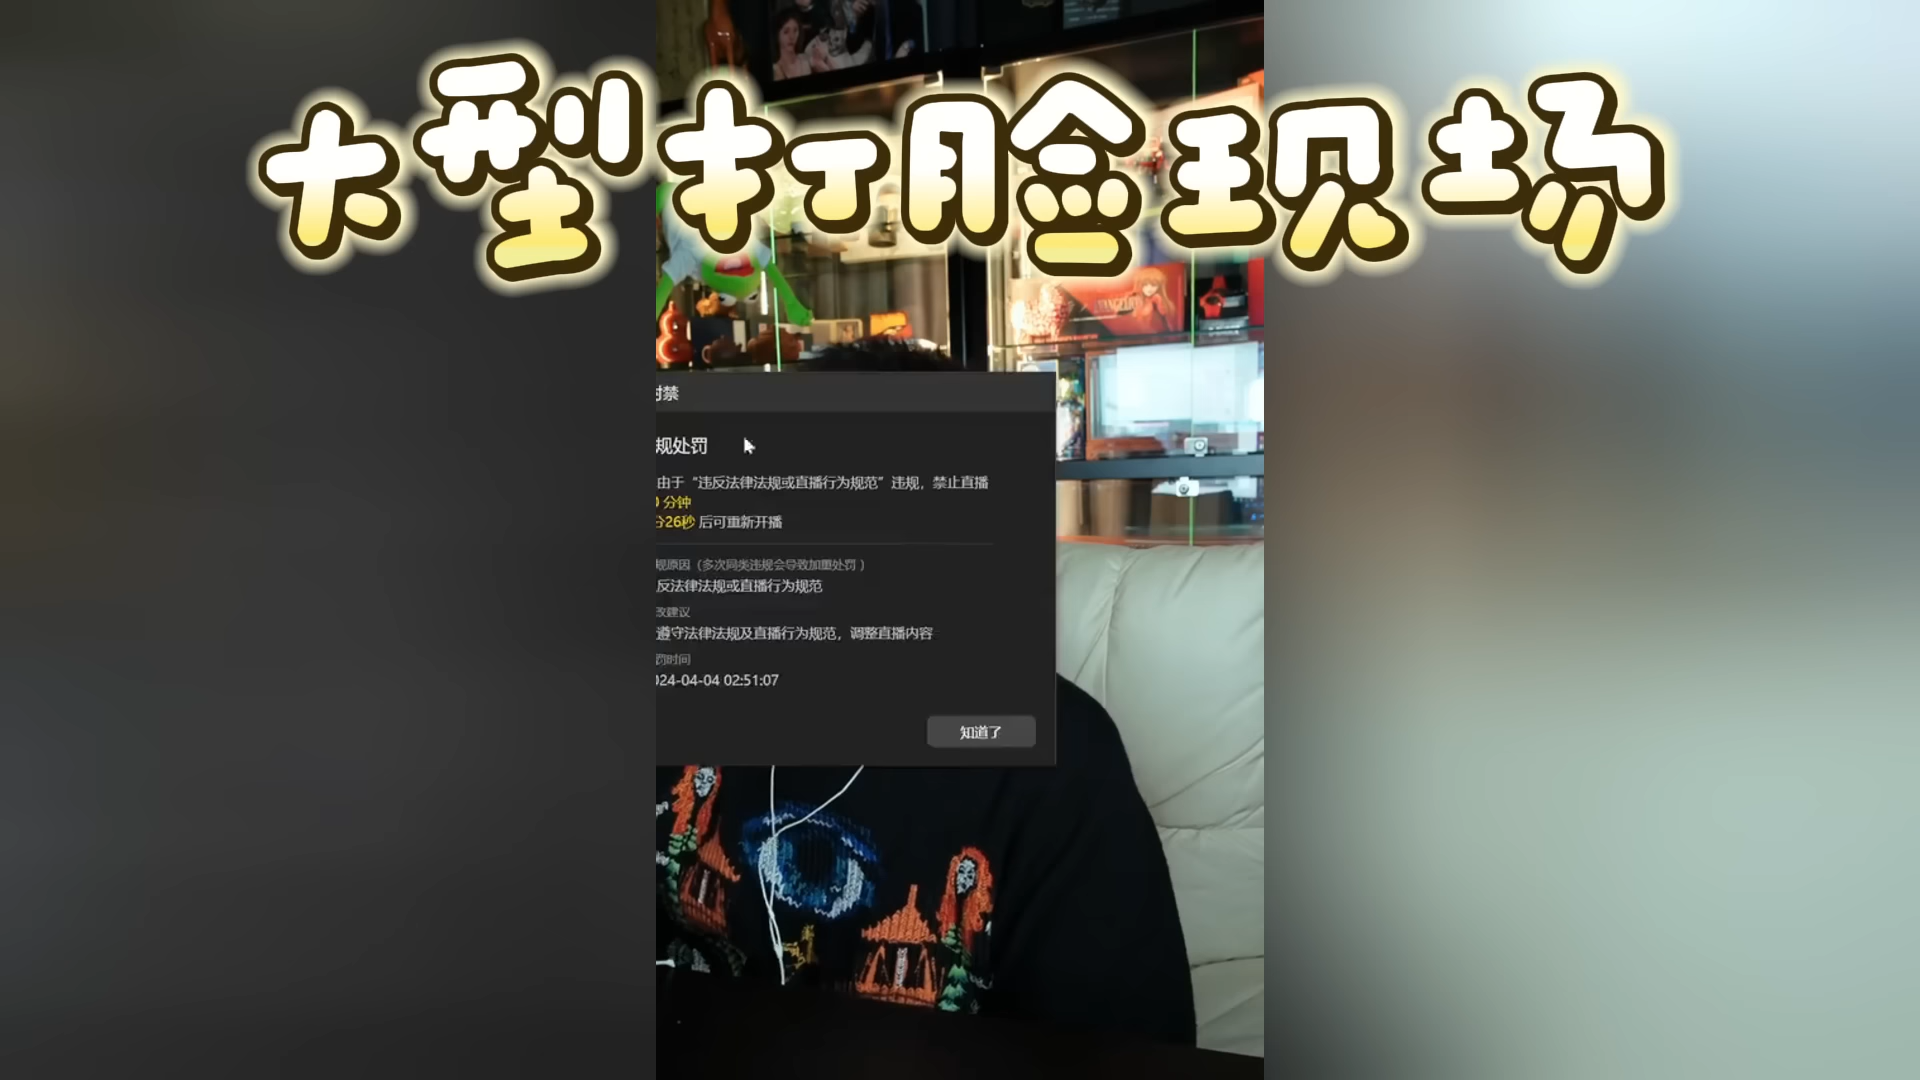 大型打脸现场
封禁
规处罚
由于“违反法律法规或直播行为规范”违规，禁止直播
0 分钟
分26秒 后可重新开播
规原因（多次同类违规会导致加重处罚）
反法律法规或直播行为规范
改建议
遵守法律法规及直播行为规范，调整直播内容
罚时间
024-04-04 02:51:07
知道了